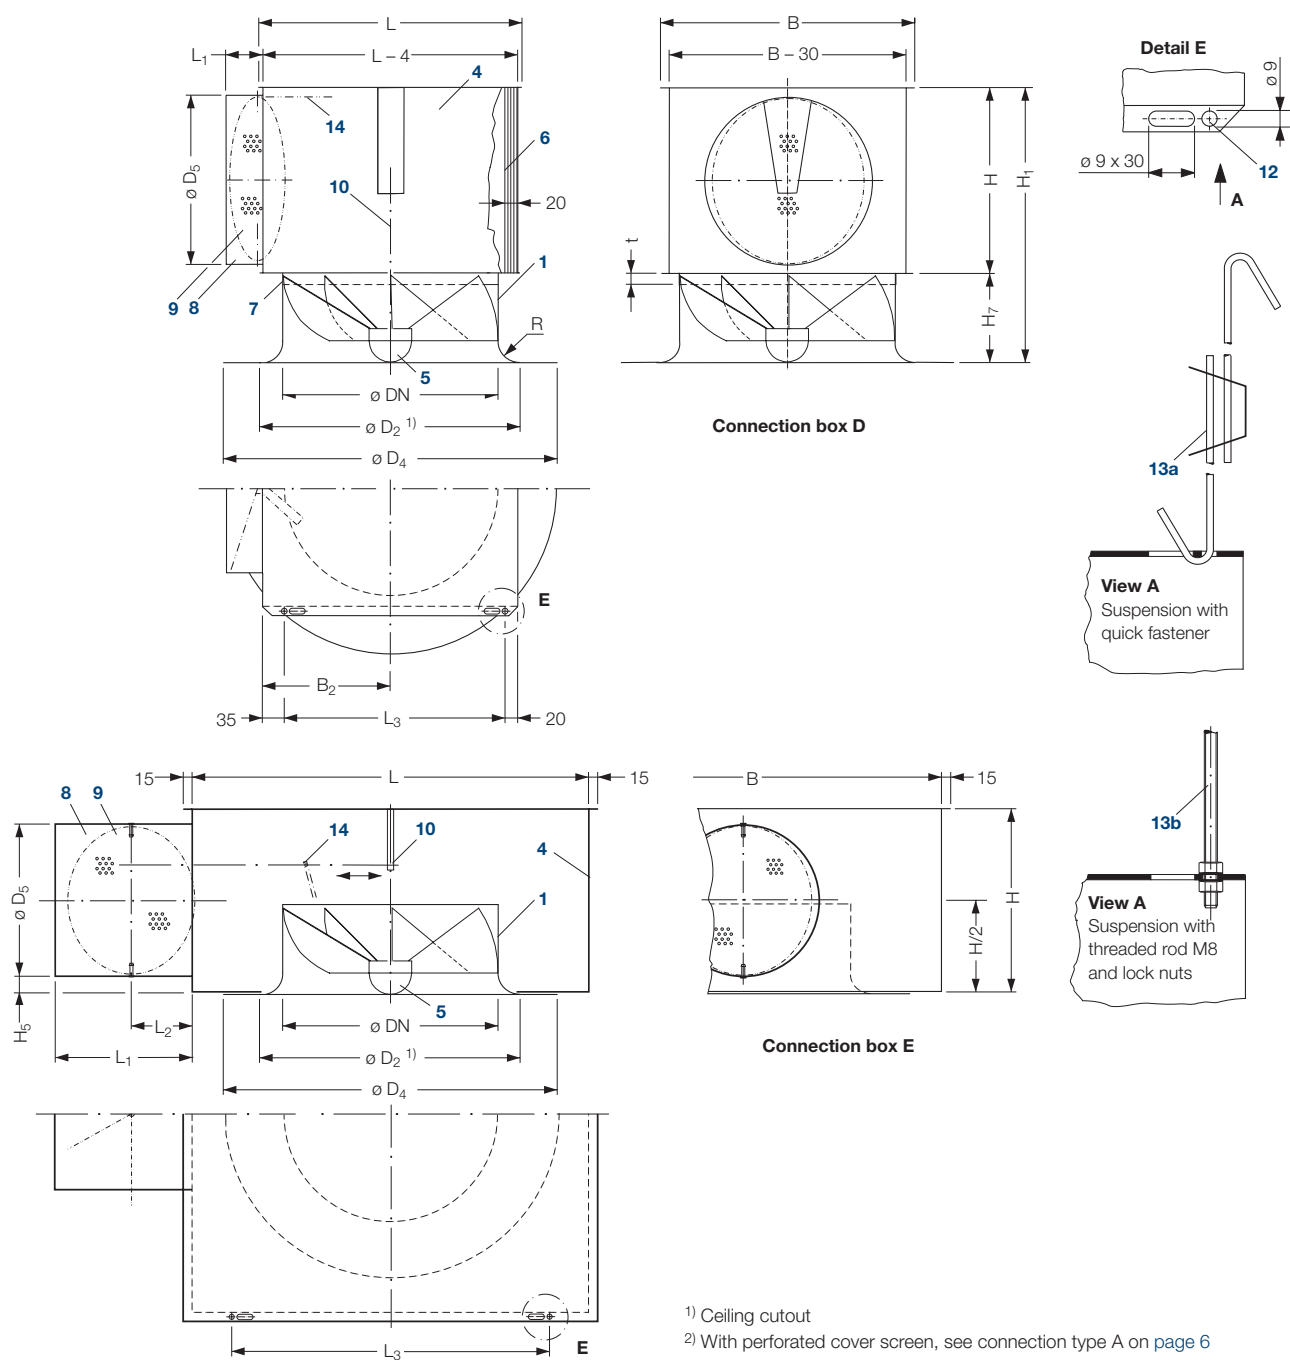 L
L₁
L – 4
4
14
6
ø D₅
10
20
9
8
7
1
R
5
ø DN
ø D₂ ¹⁾
ø D₄
B
B – 30
H
H₁
t
H₇
Connection box D
Detail E
ø 9
ø 9 x 30
12
A
13a
View A
Suspension with
quick fastener
E
B₂
35
L₃
20
15
L
15
8
9
14
10
4
1
ø D₅
H₅
L₂
L₁
5
ø DN
ø D₂ ¹⁾
ø D₄
B
15
H
H/2
Connection box E
13b
View A
Suspension with
threaded rod M8
and lock nuts
L₃
E
¹⁾ Ceiling cutout
²⁾ With perforated cover screen, see connection type A on page 6